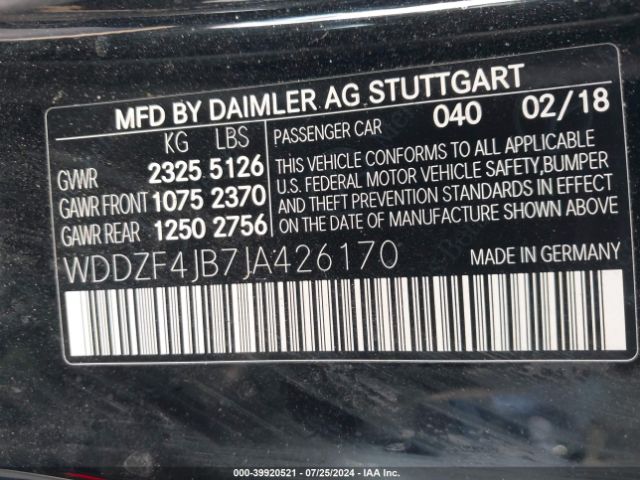 MFD BY DAIMLER AG STUTTGART
KG LBS
GVWR 2325 5126
GAWR FRONT 1075 2370
GAWR REAR 1250 2756
PASSENGER CAR 040 02/18
THIS VEHICLE CONFORMS TO ALL APPLICABLE
U.S. FEDERAL MOTOR VEHICLE SAFETY,BUMPER
AND THEFT PREVENTION STANDARDS IN EFFECT
ON THE DATE OF MANUFACTURE SHOWN ABOVE
WDDZF4JB7JA426170
MADE IN GERMANY
000-39920521 - 07/25/2024 - IAA Inc.